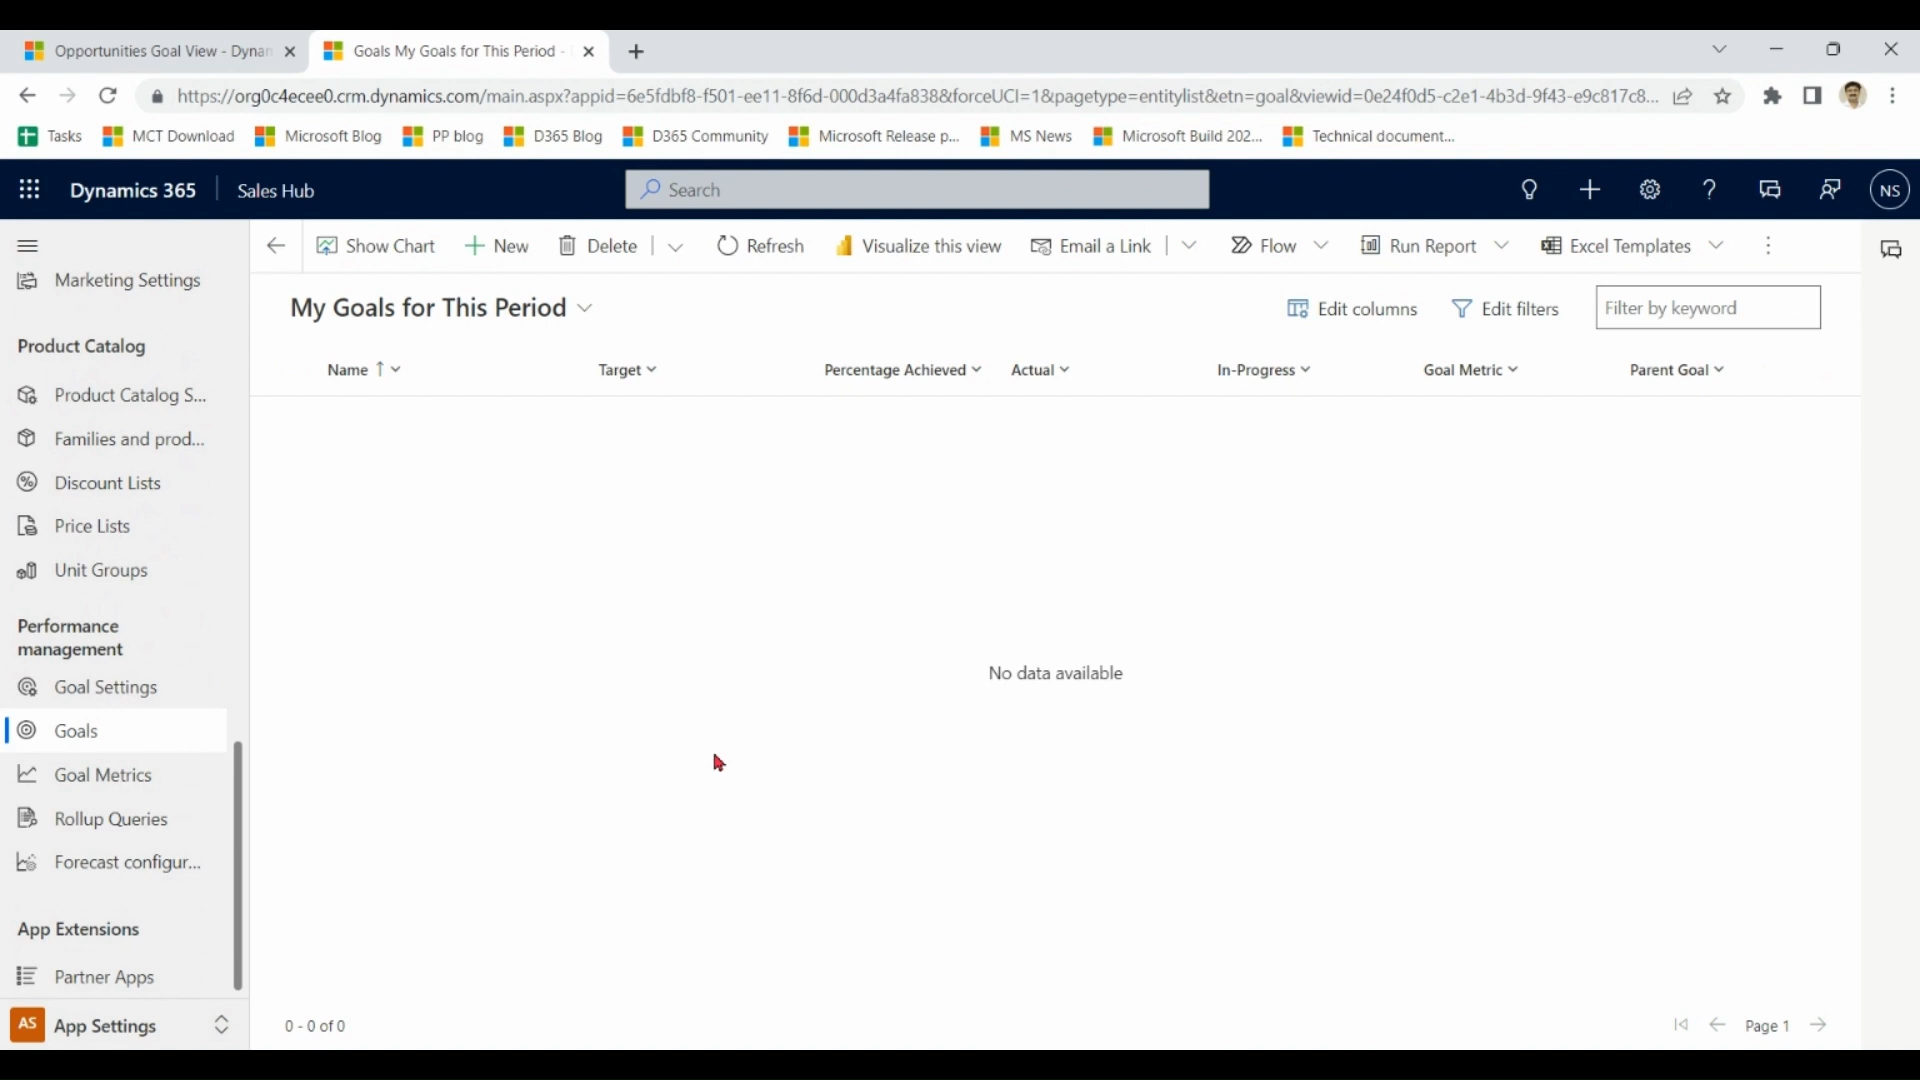 Opportunities Goal View - Dynan
Goals My Goals for This Period -
https://org0c4ecee0.crm.dynamics.com/main.aspx?appid=6e5fdbf8-f501-ee11-8f6d-000d3a4fa838&forceUCI=1&pagetype=entitylist&etn=goal&viewid=0e24f0d5-c2e1-4b3d-9f43-e9c817c8...
Tasks MCT Download Microsoft Blog PP blog D365 Blog D365 Community Microsoft Release p... MS News Microsoft Build 202... Technical document...
Dynamics 365 Sales Hub Search NS
Show Chart New Delete Refresh Visualize this view Email a Link Flow Run Report Excel Templates
Marketing Settings
Product Catalog
Product Catalog S...
Families and prod...
Discount Lists
Price Lists
Unit Groups
Performance
management
Goal Settings
Goals
Goal Metrics
Rollup Queries
Forecast configur...
App Extensions
Partner Apps
AS App Settings
My Goals for This Period
Edit columns Edit filters Filter by keyword
Name Target Percentage Achieved Actual In-Progress Goal Metric Parent Goal
No data available
0 - 0 of 0
Page 1